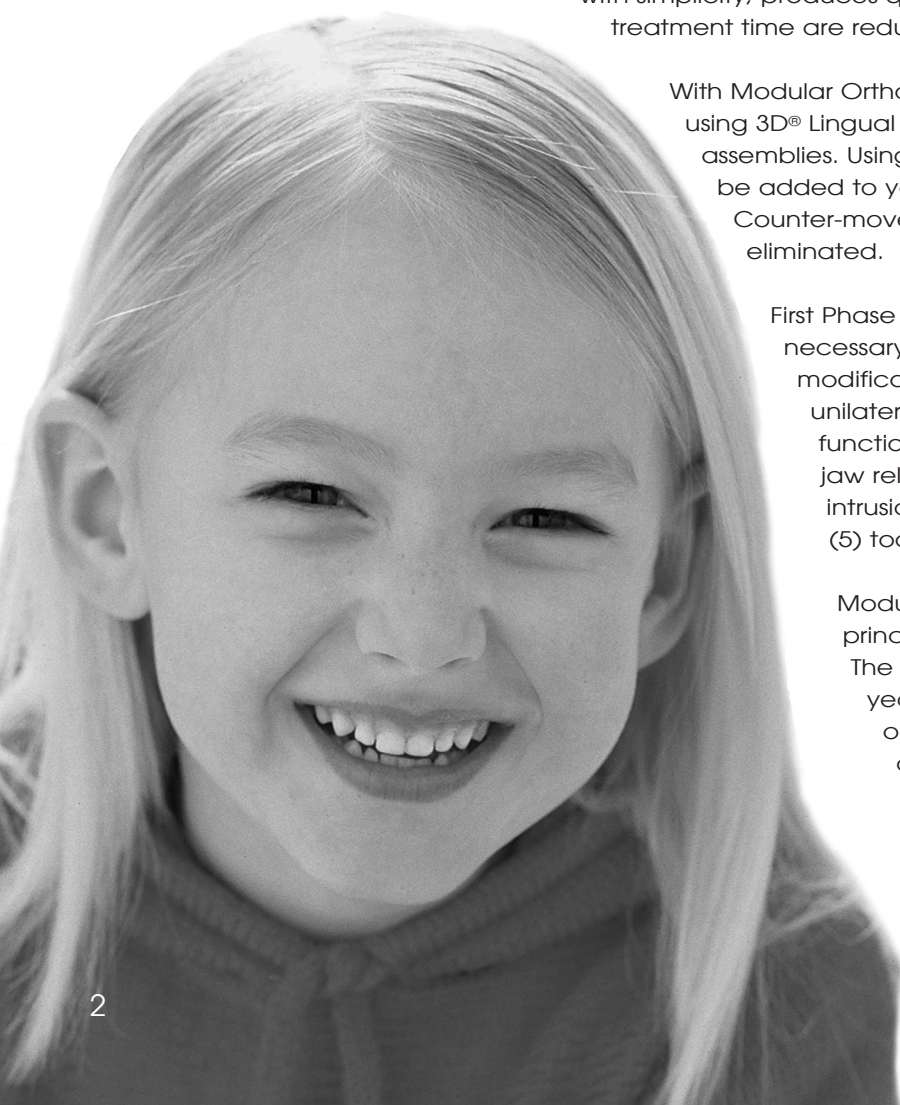 with simplicity, produces q
treatment time are redu
With Modular Ortho
using 3D® Lingual
assemblies. Using
be added to yo
Counter-move
eliminated.
First Phase
necessary
modifica
unilater
functio
jaw rel
intrusio
(5) too
Modu
princ
The
yea
o
2